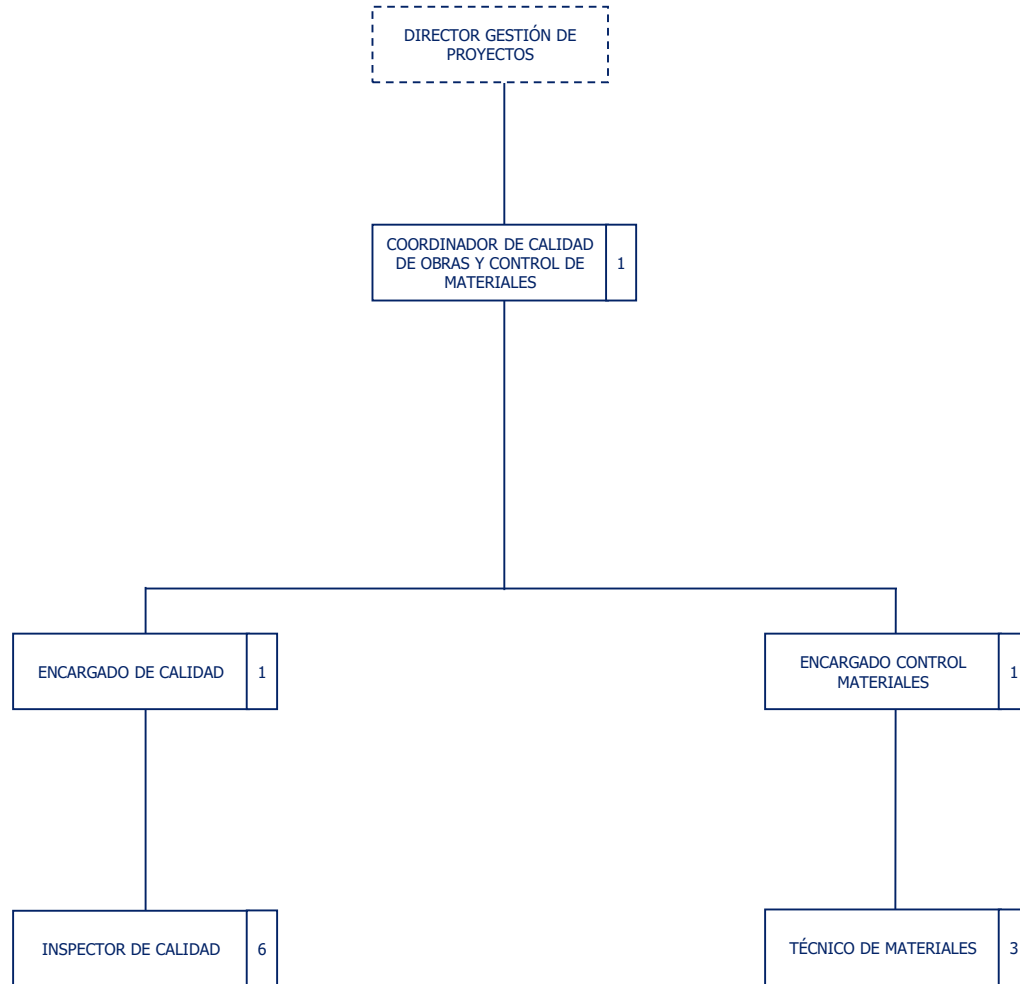 DIRECTOR GESTIÓN DE
PROYECTOS
COORDINADOR DE CALIDAD
DE OBRAS Y CONTROL DE
MATERIALES
1
ENCARGADO DE CALIDAD
1
ENCARGADO CONTROL
MATERIALES
1
INSPECTOR DE CALIDAD
6
TÉCNICO DE MATERIALES
3